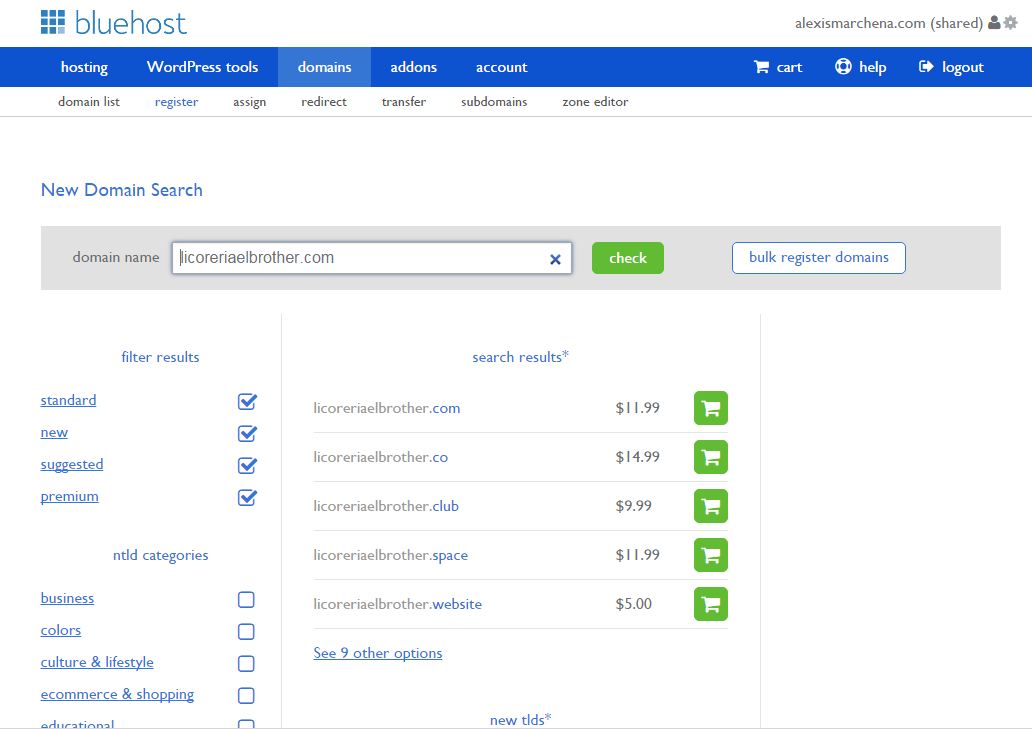 bluehost
alexismarchena.com (shared)
hosting WordPress tools domains addons account cart help logout
domain list register assign redirect transfer subdomains zone editor
New Domain Search
domain name licoreriaelbrother.com check bulk register domains
filter results
standard
new
suggested
premium
ntld categories
business
colors
culture & lifestyle
ecommerce & shopping
educational
search results*
licoreriaelbrother.com $11.99
licoreriaelbrother.co $14.99
licoreriaelbrother.club $9.99
licoreriaelbrother.space $11.99
licoreriaelbrother.website $5.00
See 9 other options
new tlds*